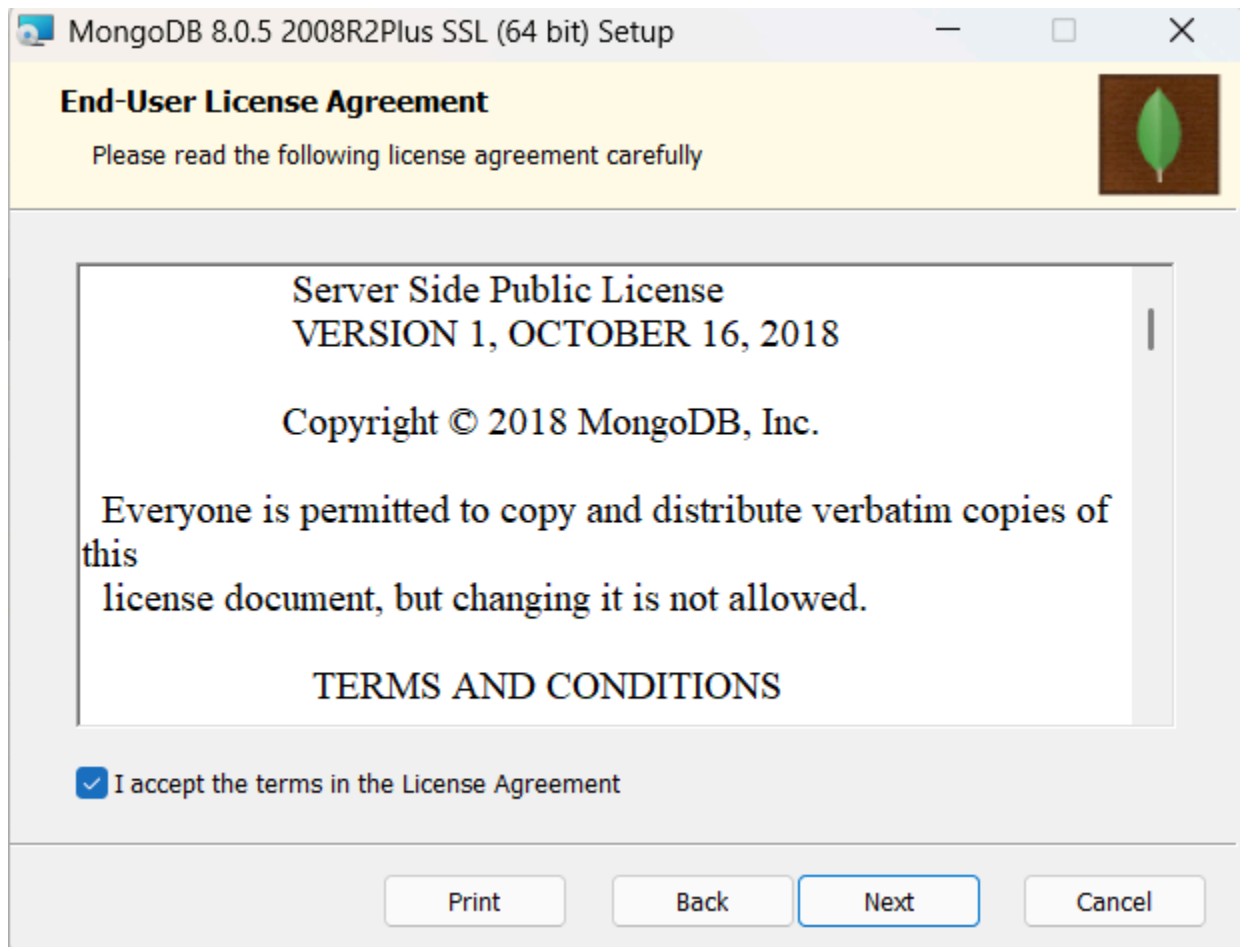 MongoDB 8.0.5 2008R2Plus SSL (64 bit) Setup
End-User License Agreement
Please read the following license agreement carefully
Server Side Public License
VERSION 1, OCTOBER 16, 2018
Copyright © 2018 MongoDB, Inc.
Everyone is permitted to copy and distribute verbatim copies of
this
license document, but changing it is not allowed.
TERMS AND CONDITIONS
I accept the terms in the License Agreement
Print Back Next Cancel